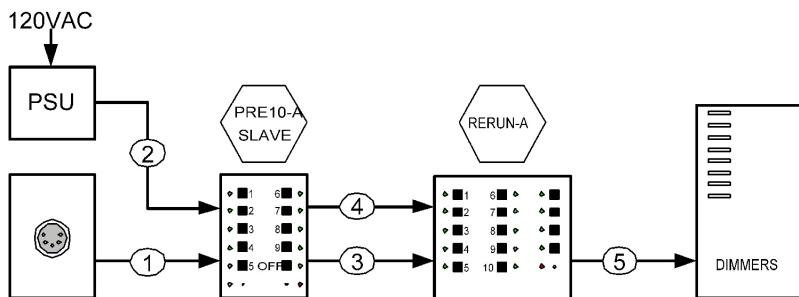 120VAC
PSU
PRE10-A
SLAVE
RERUN-A
2
1
1 6
2 7
3 8
4 9
5 OFF
4
3
1 6
2 7
3 8
4 9
5 10
5
DIMMERS